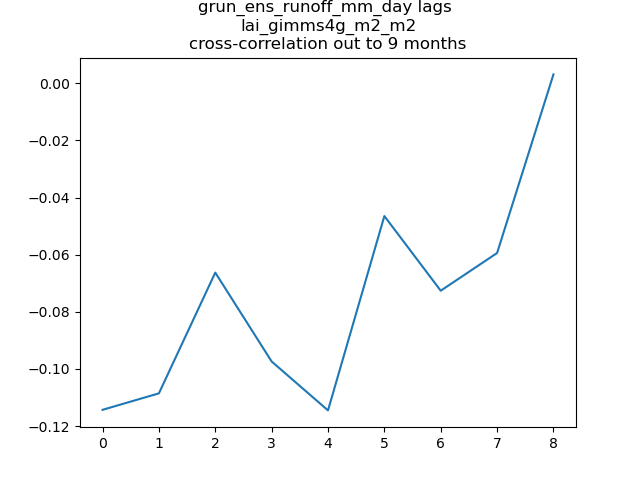 grun_ens_runoff_mm_day lags
lai_gimms4g_m2_m2
cross-correlation out to 9 months
0.00
−0.02
−0.04
−0.06
−0.08
−0.10
−0.12
0 1 2 3 4 5 6 7 8